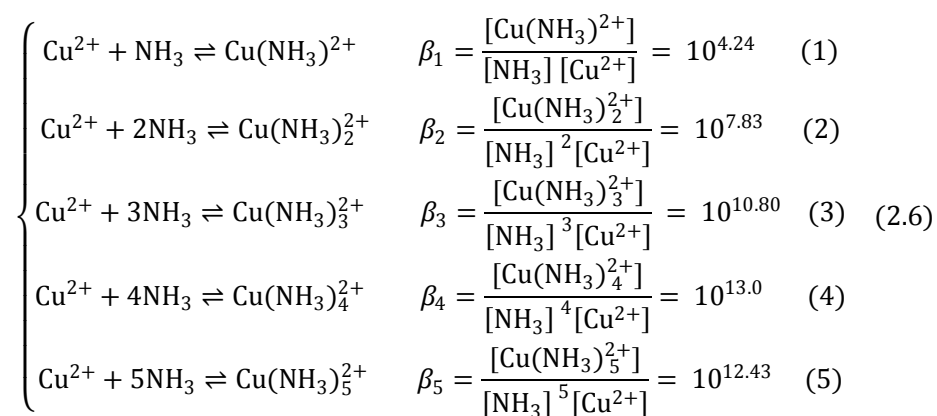 Cu²⁺ + NH₃ ⇌ Cu(NH₃)²⁺ β₁ = [Cu(NH₃)²⁺] / [NH₃] [Cu²⁺] = 10^4.24 (1)
Cu²⁺ + 2NH₃ ⇌ Cu(NH₃)₂²⁺ β₂ = [Cu(NH₃)₂²⁺] / [NH₃]²[Cu²⁺] = 10^7.83 (2)
Cu²⁺ + 3NH₃ ⇌ Cu(NH₃)₃²⁺ β₃ = [Cu(NH₃)₃²⁺] / [NH₃]³[Cu²⁺] = 10^10.80 (3) (2.6)
Cu²⁺ + 4NH₃ ⇌ Cu(NH₃)₄²⁺ β₄ = [Cu(NH₃)₄²⁺] / [NH₃]⁴[Cu²⁺] = 10^13.0 (4)
Cu²⁺ + 5NH₃ ⇌ Cu(NH₃)₅²⁺ β₅ = [Cu(NH₃)₅²⁺] / [NH₃]⁵[Cu²⁺] = 10^12.43 (5)